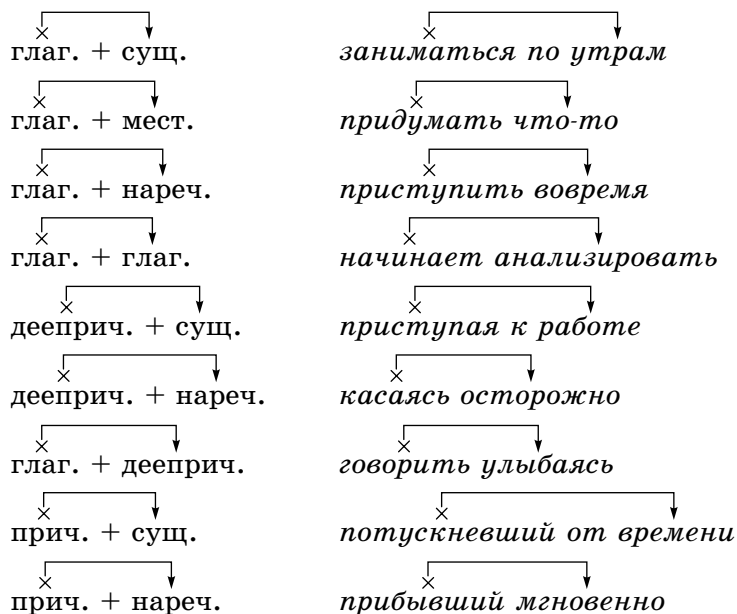 глаг. + сущ. заниматься по утрам
глаг. + мест. придумать что-то
глаг. + нареч. приступить вовремя
глаг. + глаг. начинает анализировать
дееприч. + сущ. приступая к работе
дееприч. + нареч. касаясь осторожно
глаг. + дееприч. говорить улыбаясь
прич. + сущ. потускневший от времени
прич. + нареч. прибывший мгновенно